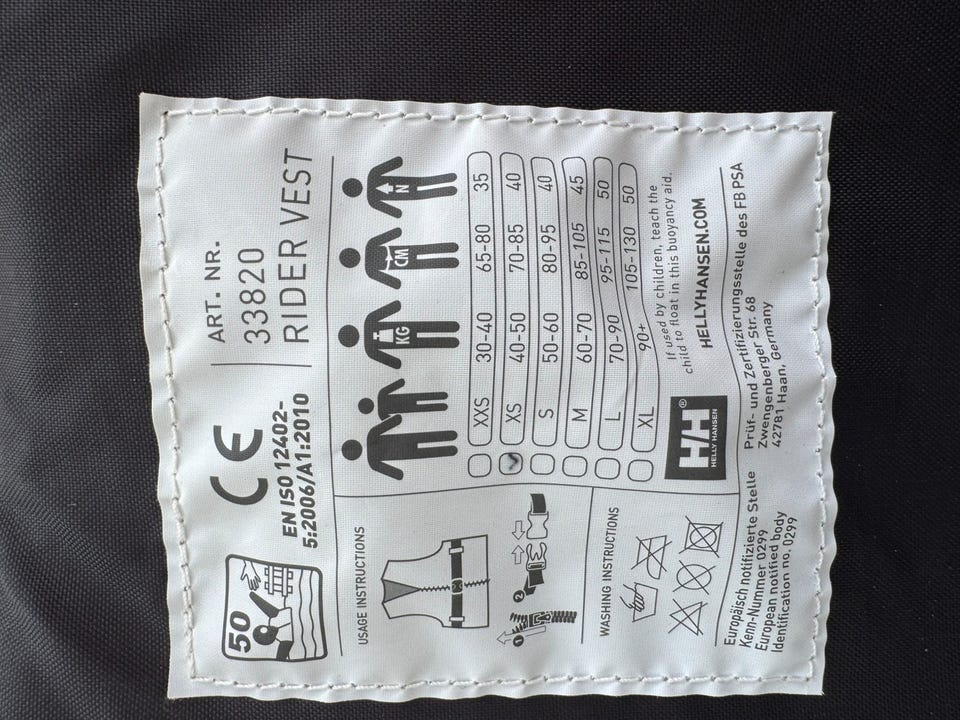 50
CE
EN ISO 12402-
5:2006/A1:2010
ART. NR.
33820
RIDER VEST
USAGE INSTRUCTIONS
1
2
WASHING INSTRUCTIONS
KG CM N
XXS 30-40 65-80 35
XS 40-50 70-85 40
S 50-60 80-95 40
M 60-70 85-105 45
L 70-90 95-115 50
XL 90+ 105-130 50
If used by children, teach the
child to float in this buoyancy aid.
H/H®
HELLY HANSEN
HELLYHANSEN.COM
Europäisch notifizierte Stelle
Kenn-Nummer 0299
European notified body
Identification no. 0299
Prüf- und Zertifizierungsstelle des FB PSA
Zwengenberger Str. 68
42781 Haan, Germany